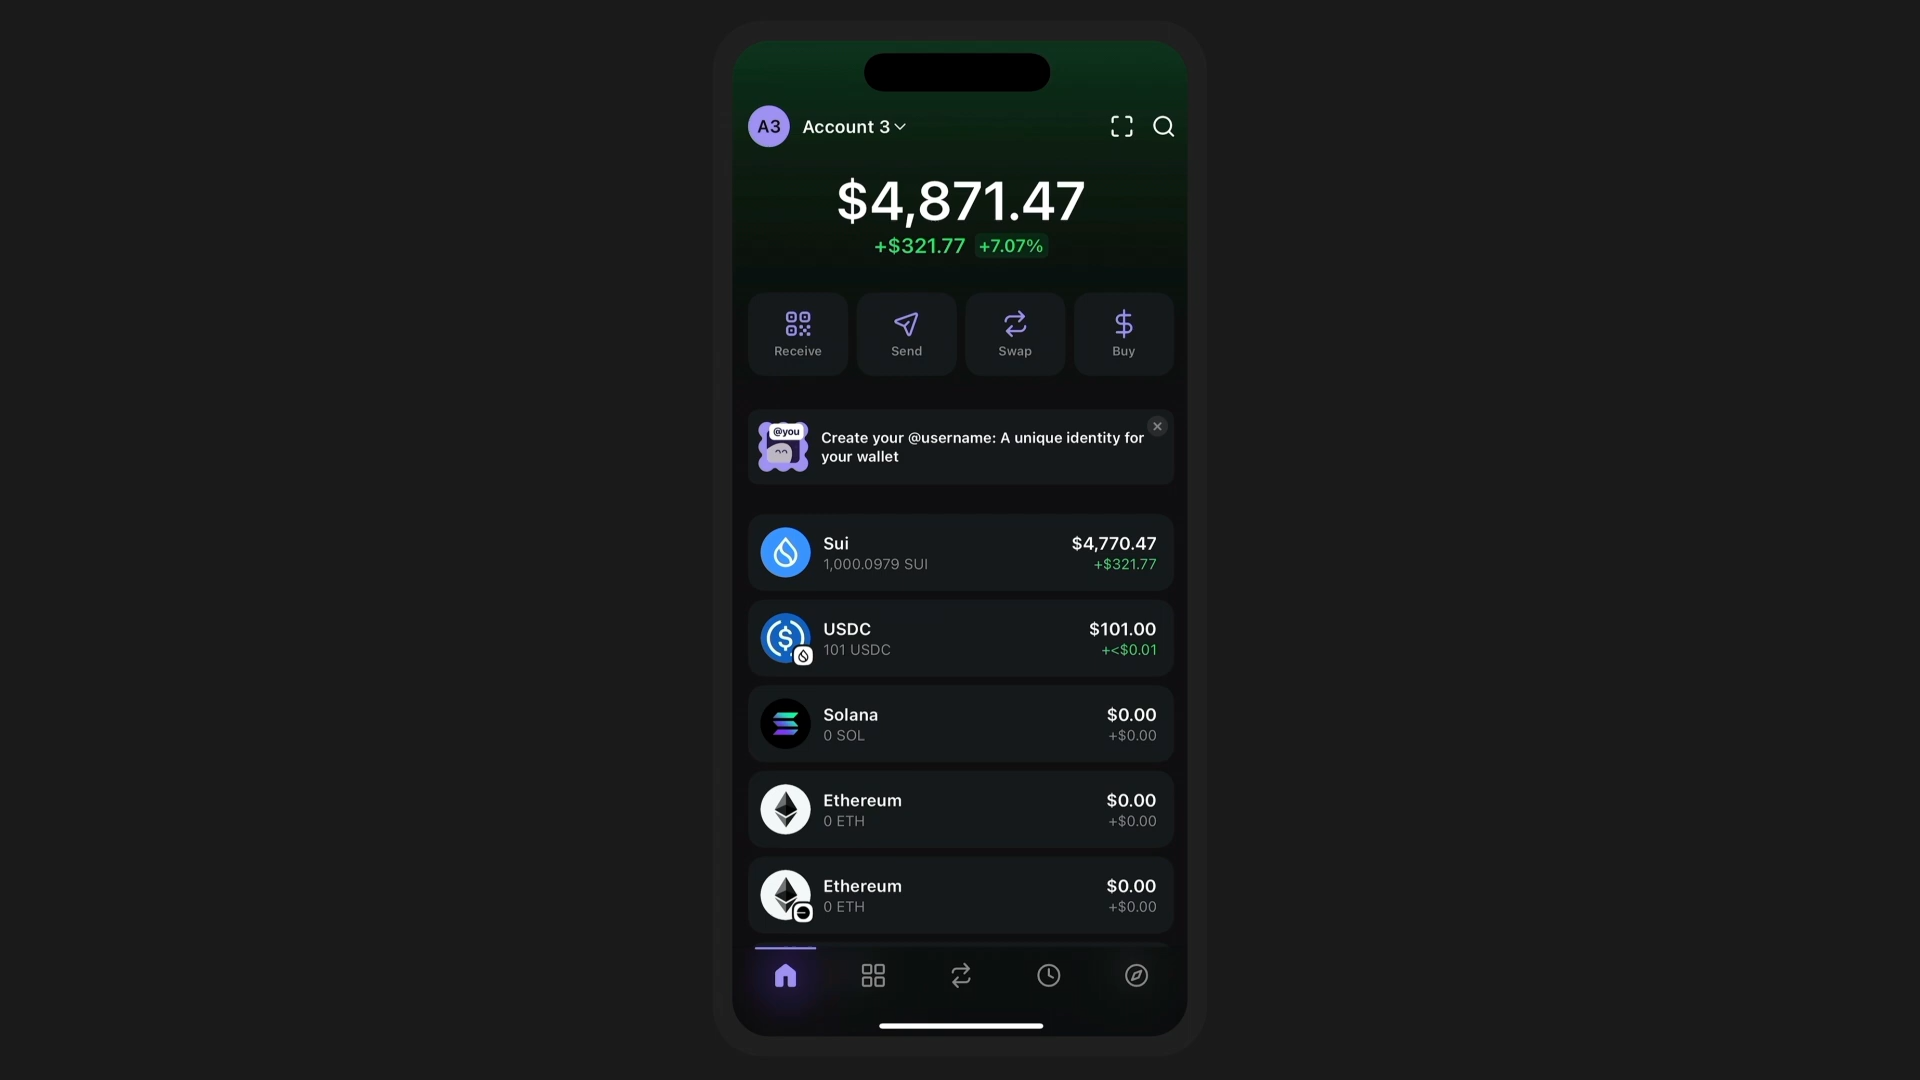 A3 Account 3
$4,871.47
+$321.77 +7.07%
Receive Send Swap Buy
@you
Create your @username: A unique identity for
your wallet
Sui $4,770.47
1,000.0979 SUI +$321.77
USDC $101.00
101 USDC +<$0.01
Solana $0.00
0 SOL +$0.00
Ethereum $0.00
0 ETH +$0.00
Ethereum $0.00
0 ETH +$0.00